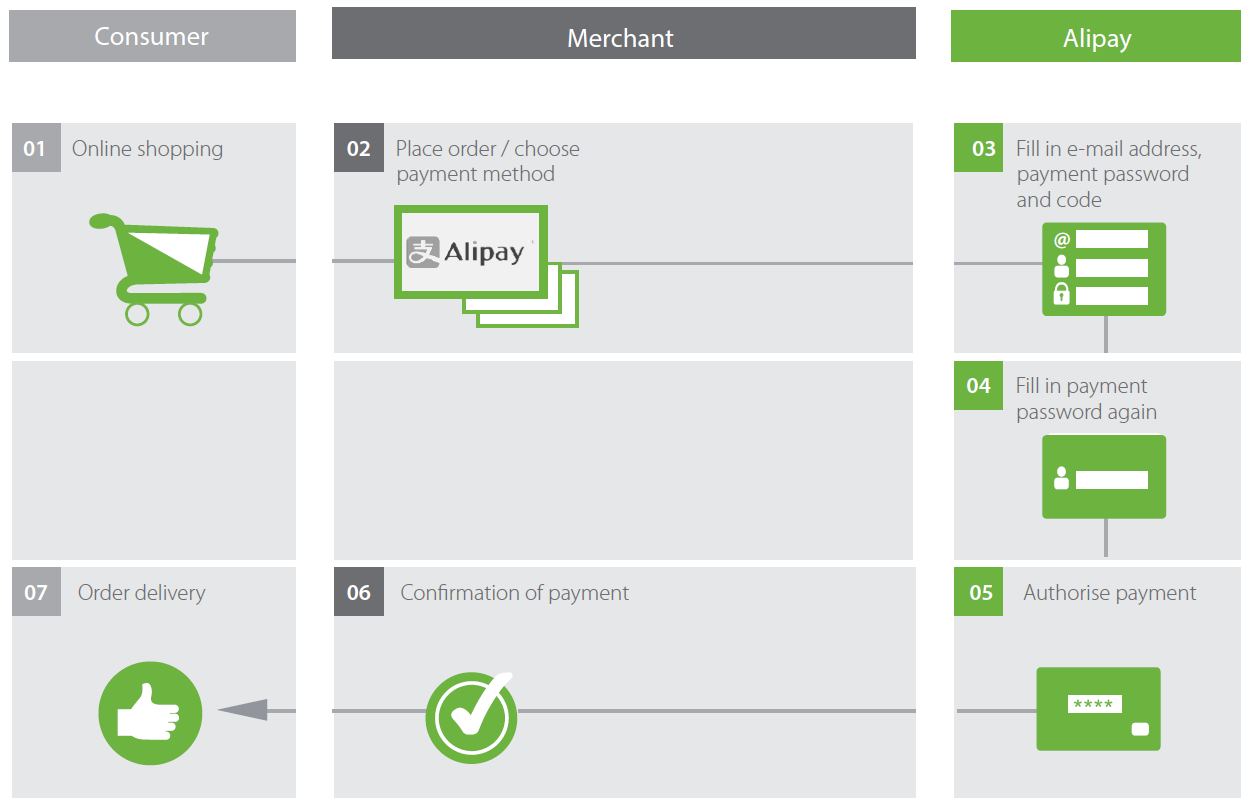 Consumer
Merchant
Alipay
01
Online shopping
02
Place order / choose
payment method
支 Alipay
03
Fill in e-mail address,
payment password
and code
@
04
Fill in payment
password again
07
Order delivery
06
Confirmation of payment
05
Authorise payment
****